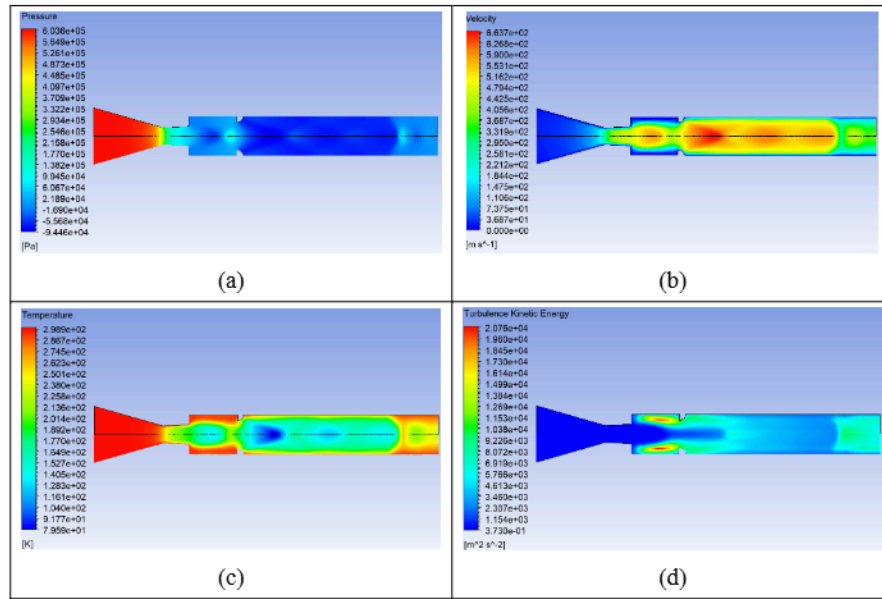 Pressure
6.038e+05
5.649e+05
5.261e+05
4.873e+05
4.485e+05
4.097e+05
3.709e+05
3.322e+05
2.934e+05
2.546e+05
2.158e+05
1.770e+05
1.382e+05
9.945e+04
6.067e+04
2.189e+04
-1.690e+04
-5.568e+04
-9.446e+04
[Pa]
(a)
Velocity
6.637e+02
6.268e+02
5.900e+02
5.531e+02
5.162e+02
4.794e+02
4.425e+02
4.056e+02
3.687e+02
3.319e+02
2.950e+02
2.581e+02
2.212e+02
1.844e+02
1.475e+02
1.106e+02
7.375e+01
3.687e+01
0.000e+00
[m s^-1]
(b)
Temperature
2.989e+02
2.867e+02
2.745e+02
2.623e+02
2.501e+02
2.380e+02
2.258e+02
2.136e+02
2.014e+02
1.892e+02
1.770e+02
1.649e+02
1.527e+02
1.405e+02
1.283e+02
1.161e+02
1.040e+02
9.177e+01
7.959e+01
[K]
(c)
Turbulence Kinetic Energy
2.076e+04
1.960e+04
1.845e+04
1.730e+04
1.614e+04
1.499e+04
1.384e+04
1.269e+04
1.153e+04
1.038e+04
9.226e+03
8.072e+03
6.919e+03
5.766e+03
4.613e+03
3.460e+03
2.307e+03
1.154e+03
3.730e-01
[m^2 s^-2]
(d)